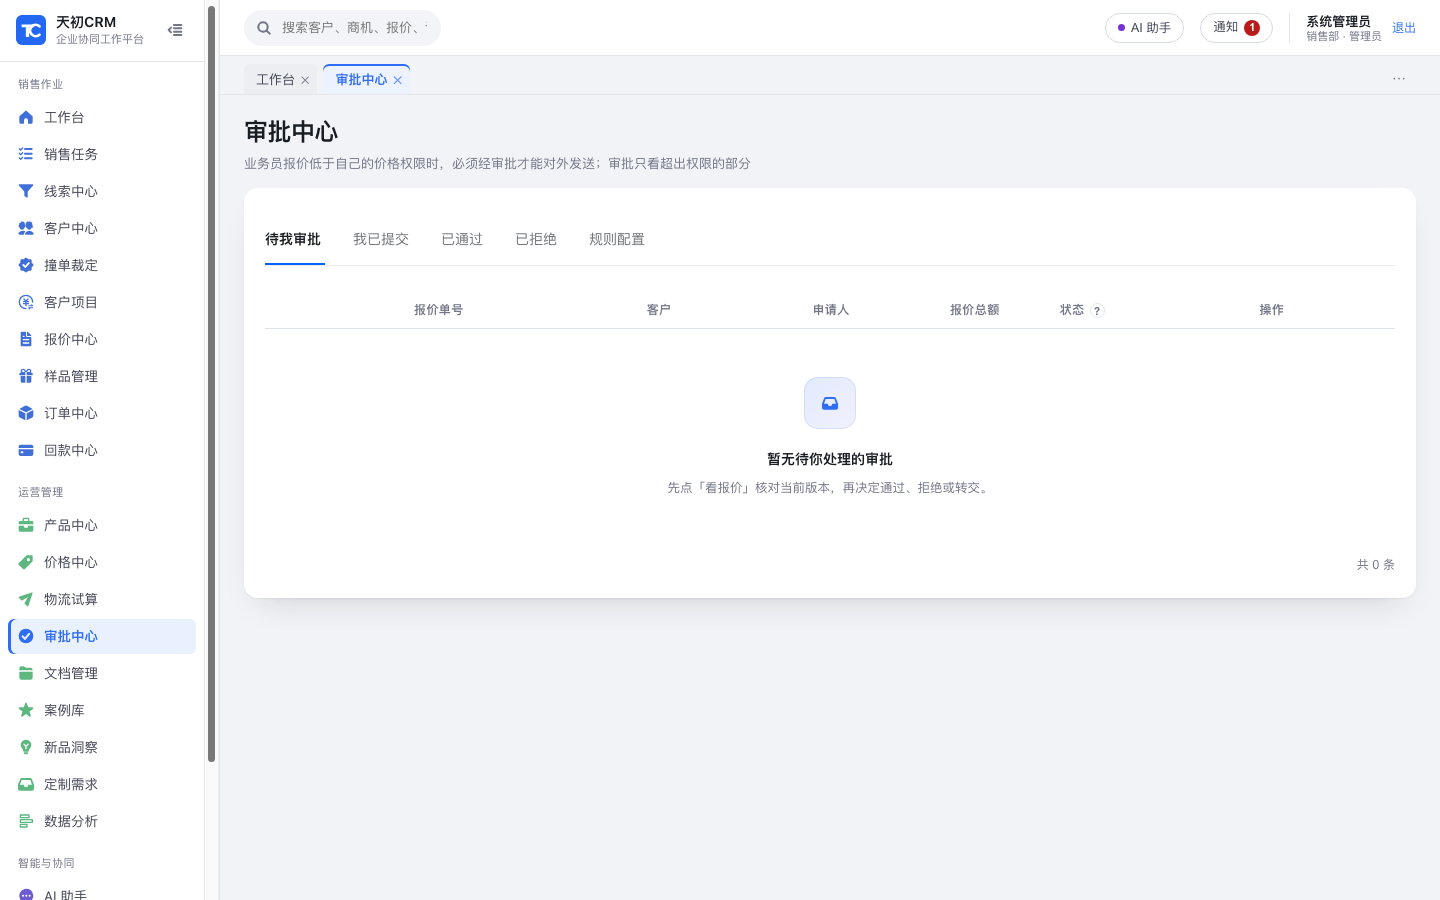 天初CRM
企业协同工作平台
销售作业
工作台
销售任务
线索中心
客户中心
撞单裁定
客户项目
报价中心
样品管理
订单中心
回款中心
运营管理
产品中心
价格中心
物流试算
审批中心
文档管理
案例库
新品洞察
定制需求
数据分析
智能与协同
AI 助手
搜索客户、商机、报价、
AI 助手
通知 1
系统管理员
销售部 · 管理员
退出
工作台
审批中心
审批中心
业务员报价低于自己的价格权限时，必须经审批才能对外发送；审批只看超出权限的部分
待我审批 我已提交 已通过 已拒绝 规则配置
报价单号 客户 申请人 报价总额 状态 ? 操作
暂无待你处理的审批
先点「看报价」核对当前版本，再决定通过、拒绝或转交。
共 0 条